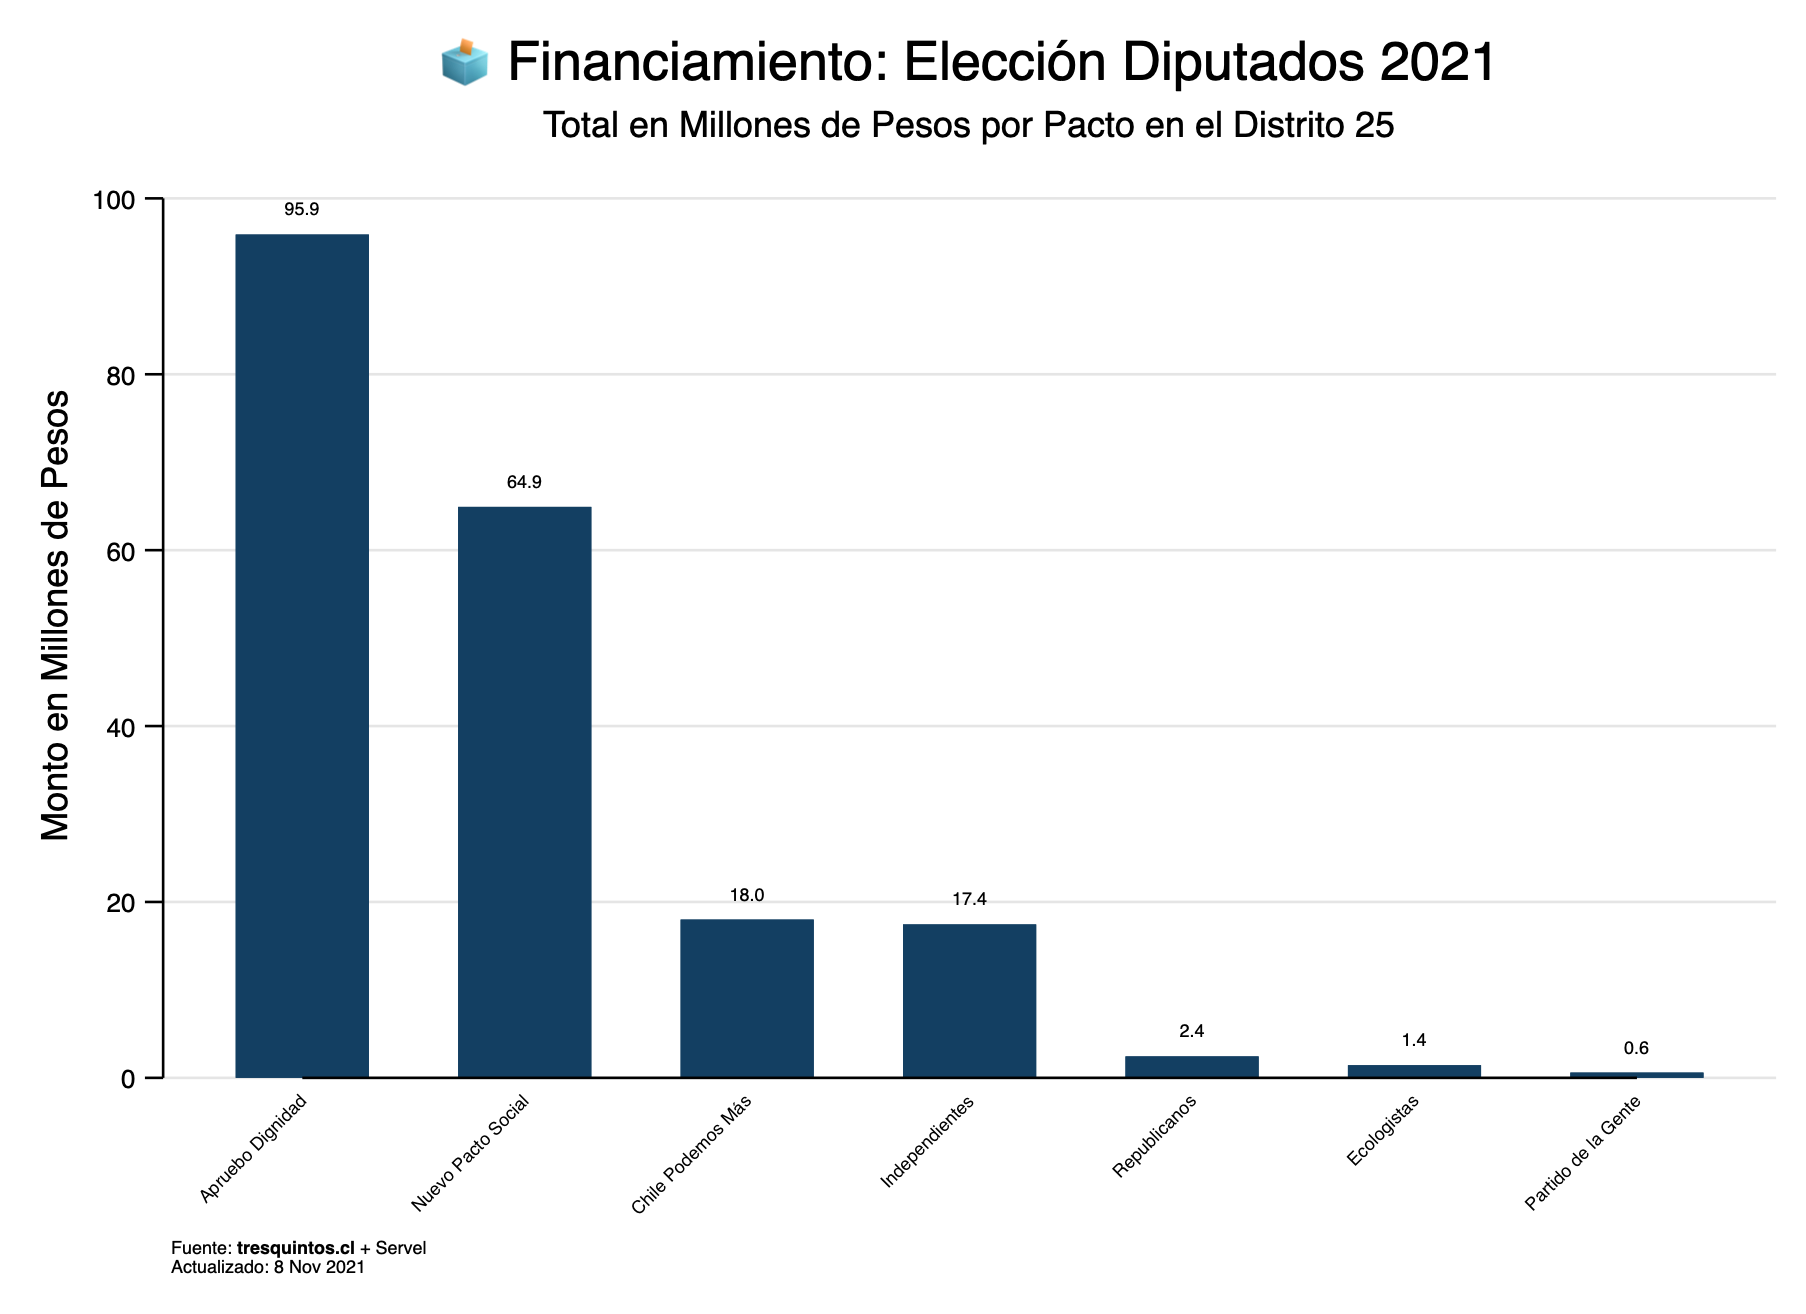 Financiamiento: Elección Diputados 2021
Total en Millones de Pesos por Pacto en el Distrito 25
Monto en Millones de Pesos
100
80
60
40
20
0
95.9
64.9
18.0
17.4
2.4
1.4
0.6
Apruebo Dignidad
Nuevo Pacto Social
Chile Podemos Más
Independientes
Republicanos
Ecologistas
Partido de la Gente
Fuente: tresquintos.cl + Servel
Actualizado: 8 Nov 2021